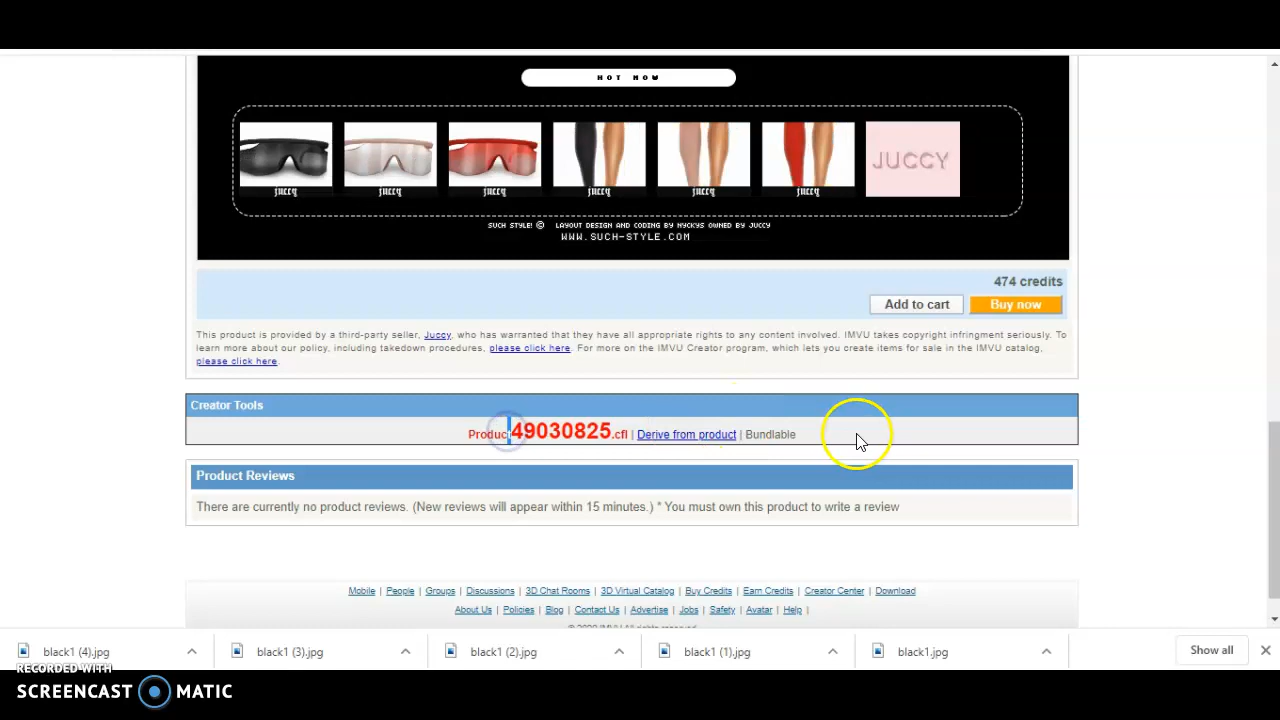 HOT NOW
juccy juccy juccy juccy juccy juccy JUCCY
SUCH STYLE! © LAYOUT DESIGN AND CODING BY NYCKYS OWNED BY JUCCY
WWW.SUCH-STYLE.COM
474 credits
Add to cart Buy now
This product is provided by a third-party seller, Juccy, who has warranted that they have all appropriate rights to any content involved. IMVU takes copyright infringment seriously. To
learn more about our policy, including takedown procedures, please click here. For more on the IMVU Creator program, which lets you create items for sale in the IMVU catalog,
please click here.
Creator Tools
Produc 49030825.cfl | Derive from product | Bundlable
Product Reviews
There are currently no product reviews. (New reviews will appear within 15 minutes.) * You must own this product to write a review
Mobile | People | Groups | Discussions | 3D Chat Rooms | 3D Virtual Catalog | Buy Credits | Earn Credits | Creator Center | Download
About Us | Policies | Blog | Contact Us | Advertise | Jobs | Safety | Avatar | Help |
black1 (4).jpg black1 (3).jpg black1 (2).jpg black1 (1).jpg black1.jpg Show all
RECORDED WITH
SCREENCAST MATIC